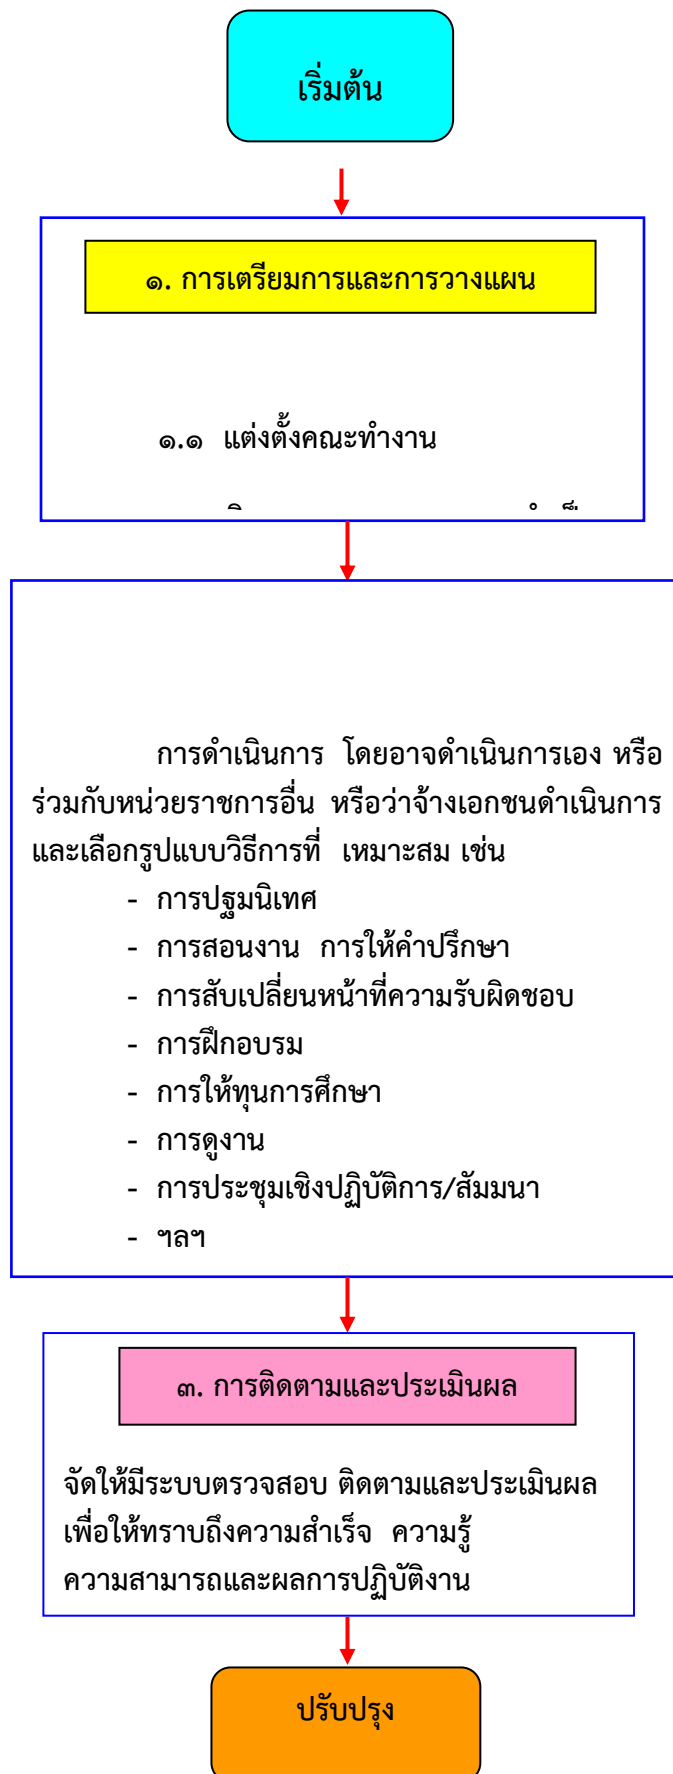 เริ่มต้น
๑. การเตรียมการและการวางแผน
๑.๑ แต่งตั้งคณะทำงาน
การดำเนินการ โดยอาจดำเนินการเอง หรือ
ร่วมกับหน่วยราชการอื่น หรือว่าจ้างเอกชนดำเนินการ
และเลือกรูปแบบวิธีการที่ เหมาะสม เช่น
- การปฐมนิเทศ
- การสอนงาน การให้คำปรึกษา
- การสับเปลี่ยนหน้าที่ความรับผิดชอบ
- การฝึกอบรม
- การให้ทุนการศึกษา
- การดูงาน
- การประชุมเชิงปฏิบัติการ/สัมมนา
- ฯลฯ
๓. การติดตามและประเมินผล
จัดให้มีระบบตรวจสอบ ติดตามและประเมินผล
เพื่อให้ทราบถึงความสำเร็จ ความรู้
ความสามารถและผลการปฏิบัติงาน
ปรับปรุง